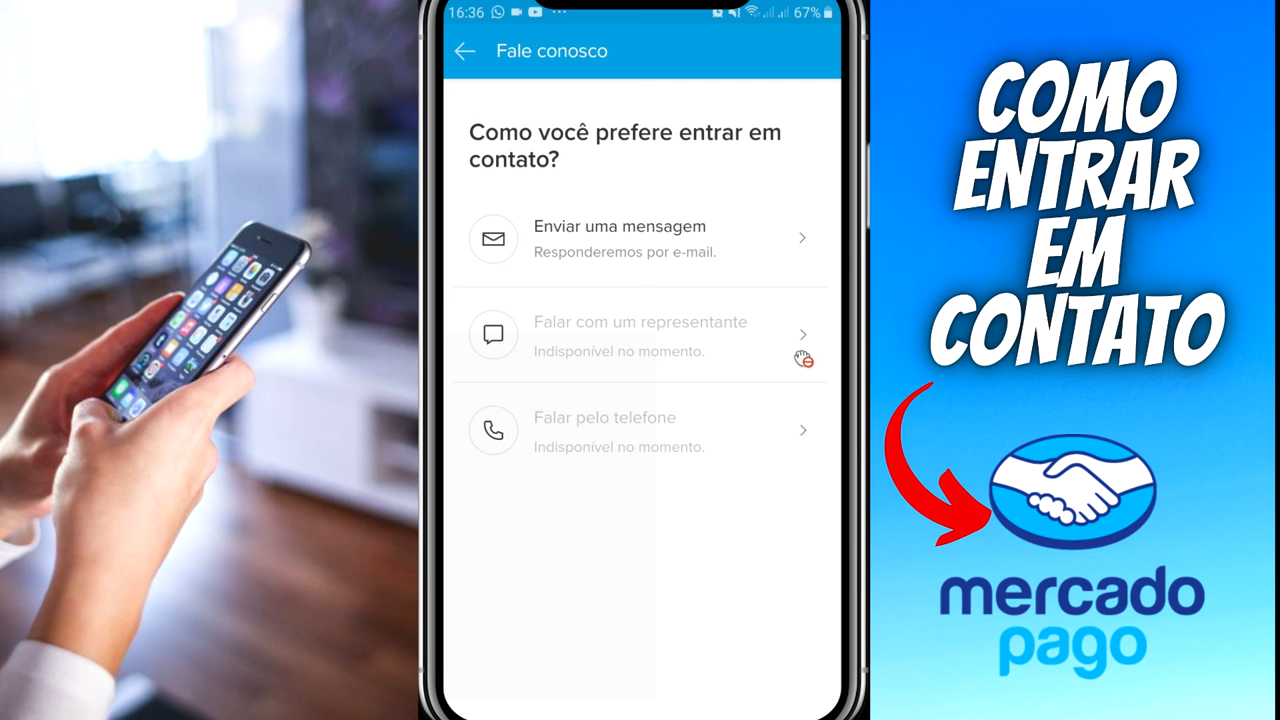 16:36
67%
Fale conosco
Como você prefere entrar em
contato?
Enviar uma mensagem
Responderemos por e-mail.
Falar com um representante
Indisponível no momento.
Falar pelo telefone
Indisponível no momento.
COMO
ENTRAR
EM
CONTATO
mercado
pago